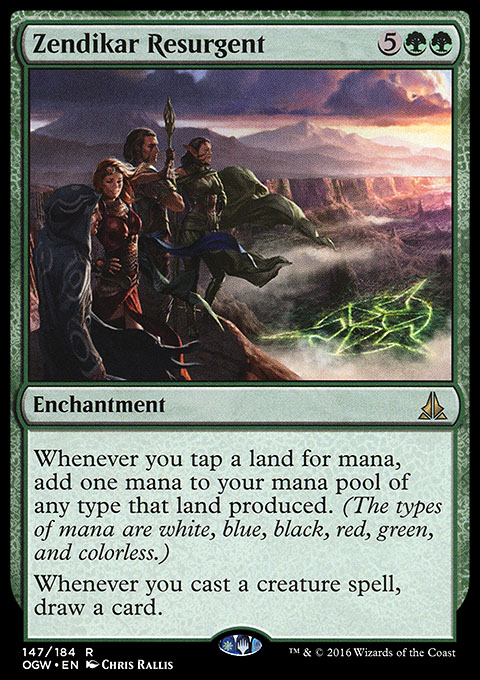 Zendikar Resurgent 5
Enchantment
Whenever you tap a land for mana,
add one mana to your mana pool of
any type that land produced. (The types
of mana are white, blue, black, red, green,
and colorless.)
Whenever you cast a creature spell,
draw a card.
147/184 R
OGW • EN Chris Rallis ™ & © 2016 Wizards of the Coast